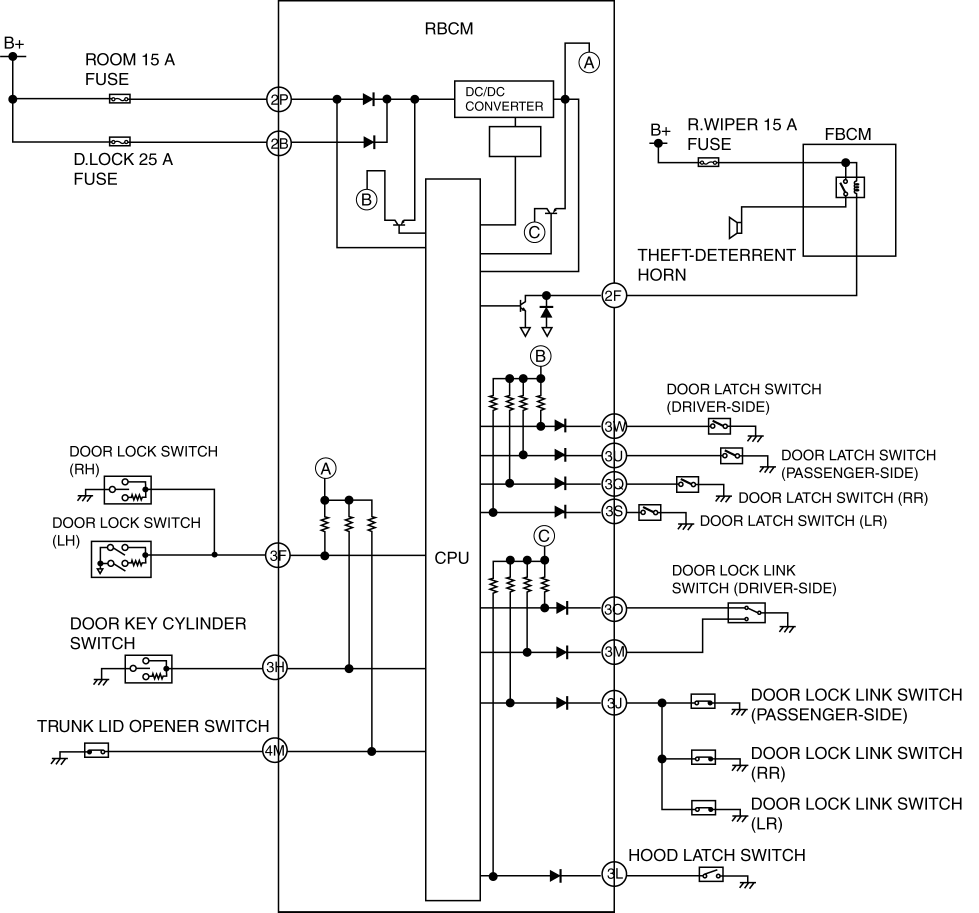 RBCM
B+
ROOM 15 A
FUSE
2P
DC/DC
CONVERTER
A
D.LOCK 25 A
FUSE
2B
B
C
B+
R.WIPER 15 A
FUSE
FBCM
THEFT-DETERRENT
HORN
2F
B
DOOR LATCH SWITCH
(DRIVER-SIDE)
3W
3U
DOOR LATCH SWITCH
(PASSENGER-SIDE)
3Q
DOOR LATCH SWITCH (RR)
3S
DOOR LATCH SWITCH (LR)
DOOR LOCK SWITCH
(RH)
A
DOOR LOCK SWITCH
(LH)
3F
CPU
C
DOOR LOCK LINK
SWITCH (DRIVER-SIDE)
3O
3M
DOOR KEY CYLINDER
SWITCH
3H
3J
DOOR LOCK LINK SWITCH
(PASSENGER-SIDE)
TRUNK LID OPENER SWITCH
4M
DOOR LOCK LINK SWITCH
(RR)
DOOR LOCK LINK SWITCH
(LR)
HOOD LATCH SWITCH
3L